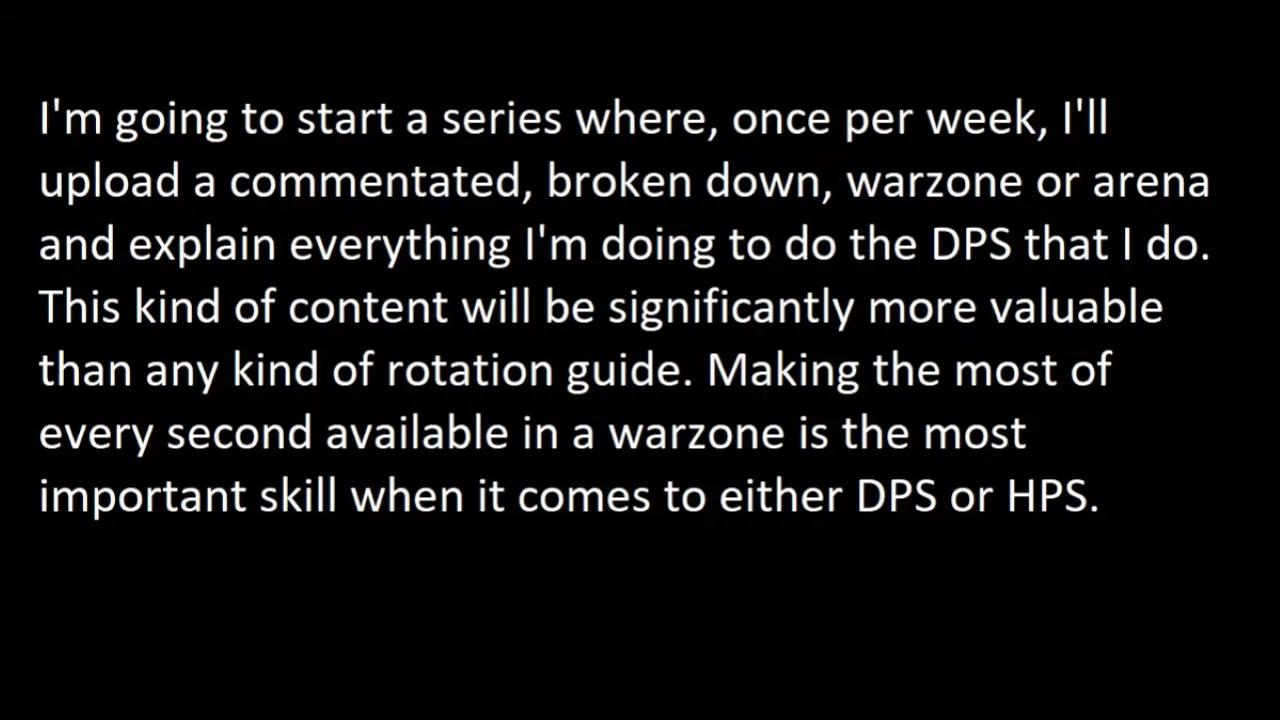 I'm going to start a series where, once per week, I'll
upload a commentated, broken down, warzone or arena
and explain everything I'm doing to do the DPS that I do.
This kind of content will be significantly more valuable
than any kind of rotation guide. Making the most of
every second available in a warzone is the most
important skill when it comes to either DPS or HPS.